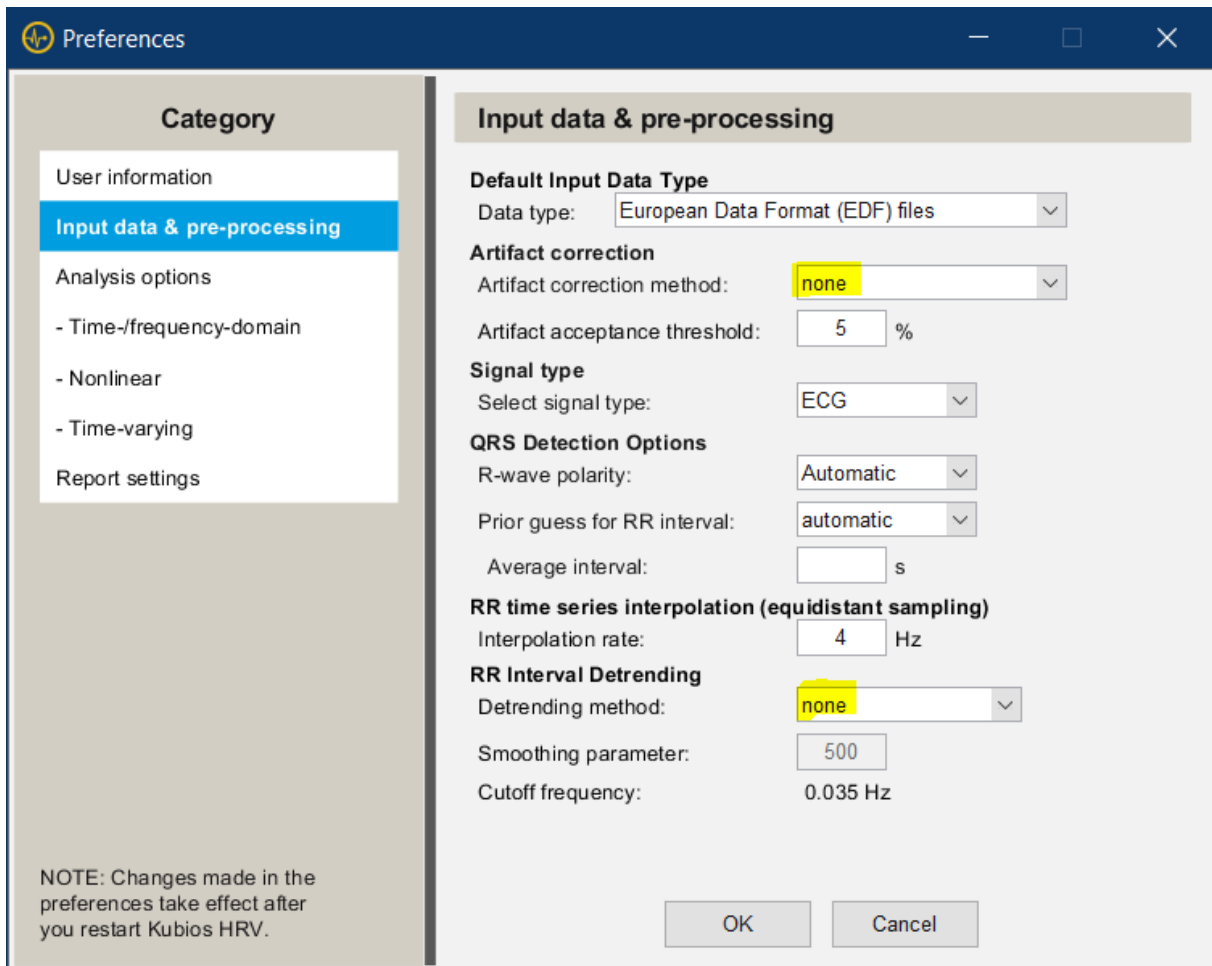 Preferences
Category
User information
Input data & pre-processing
Analysis options
- Time-/frequency-domain
- Nonlinear
- Time-varying
Report settings
NOTE: Changes made in the
preferences take effect after
you restart Kubios HRV.
Input data & pre-processing
Default Input Data Type
Data type: European Data Format (EDF) files
Artifact correction
Artifact correction method: none
Artifact acceptance threshold: 5 %
Signal type
Select signal type: ECG
QRS Detection Options
R-wave polarity: Automatic
Prior guess for RR interval: automatic
Average interval: s
RR time series interpolation (equidistant sampling)
Interpolation rate: 4 Hz
RR Interval Detrending
Detrending method: none
Smoothing parameter: 500
Cutoff frequency: 0.035 Hz
OK Cancel